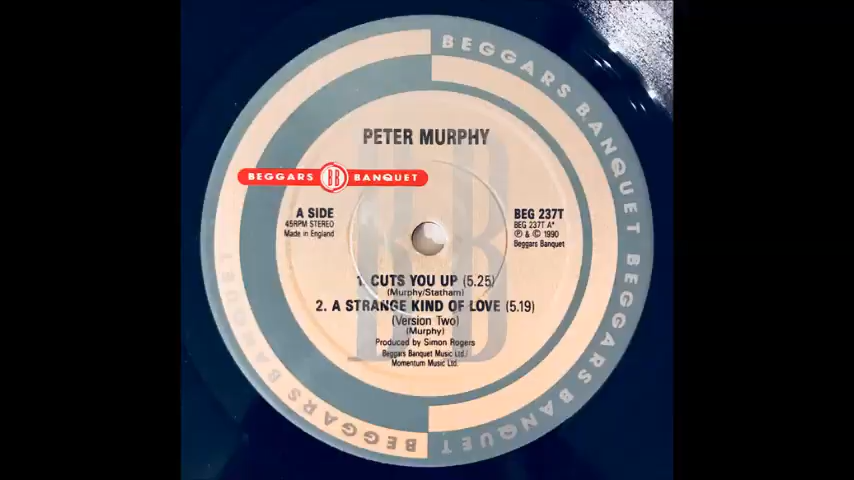 BEGGARS BANQUET BEGGARS BANQUET
BEGGARS BANQUET
BEGGARS BANQUET
PETER MURPHY
BEGGARS BB BANQUET
BB
A SIDE
45RPM STEREO
Made in England
BEG 237T
BEG 237T A*
℗ & © 1990
Beggars Banquet
1. CUTS YOU UP (5.25)
(Murphy/Statham)
2. A STRANGE KIND OF LOVE (5.19)
(Version Two)
(Murphy)
Produced by Simon Rogers
Beggars Banquet Music Ltd./
Momentum Music Ltd.